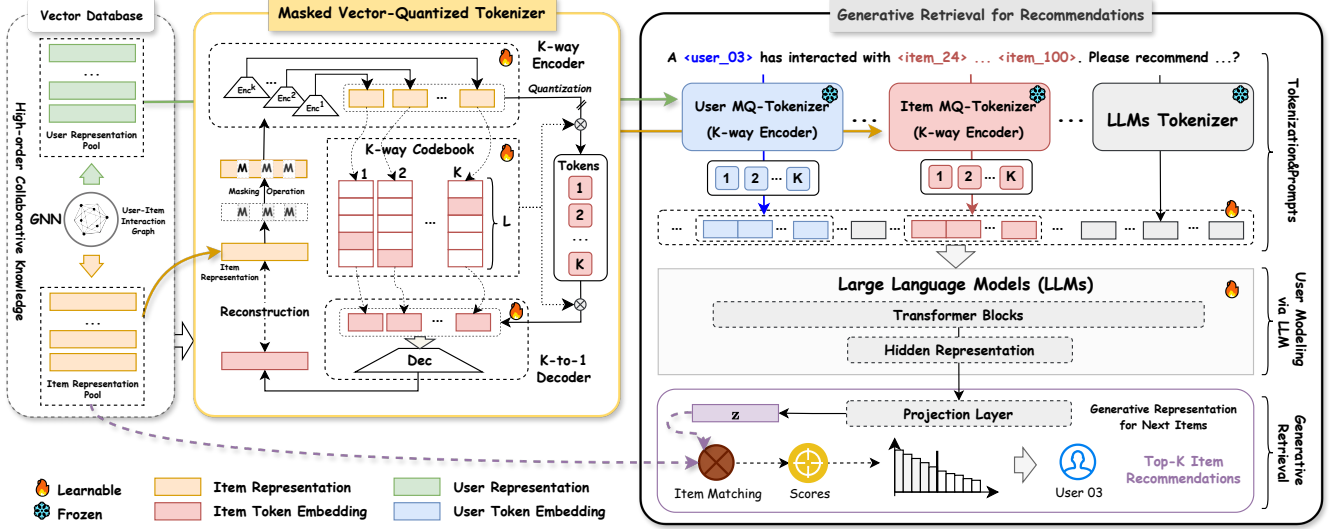 Vector Database
High-order Collaborative Knowledge
...
User Representation
Pool
GNN
User-Item
Interaction
Graph
...
Item Representation
Pool
Masked Vector-Quantized Tokenizer
K-way
Encoder
Enc^k
...
Enc^2
Enc^1
...
Quantization
M M M
Masking Operation
M M M
Item
Representation
Reconstruction
K-way Codebook
1
2
K
...
L
Tokens
1
2
...
K
...
Dec
K-to-1
Decoder
Generative Retrieval for Recommendations
A <user_03> has interacted with <item_24> ... <item_100>. Please recommend ...?
User MQ-Tokenizer
(K-way Encoder)
...
Item MQ-Tokenizer
(K-way Encoder)
...
LLMs Tokenizer
1 2 ... K
1 2 ... K
... ... ... ... ... ... ...
Tokenization&Prompts
Large Language Models (LLMs)
Transformer Blocks
Hidden Representation
User Modeling
via LLM
z
Projection Layer
Generative Representation
for Next Items
Item Matching
Scores
User 03
Top-K Item
Recommendations
Generative
Retrieval
Learnable
Frozen
Item Representation
Item Token Embedding
User Representation
User Token Embedding